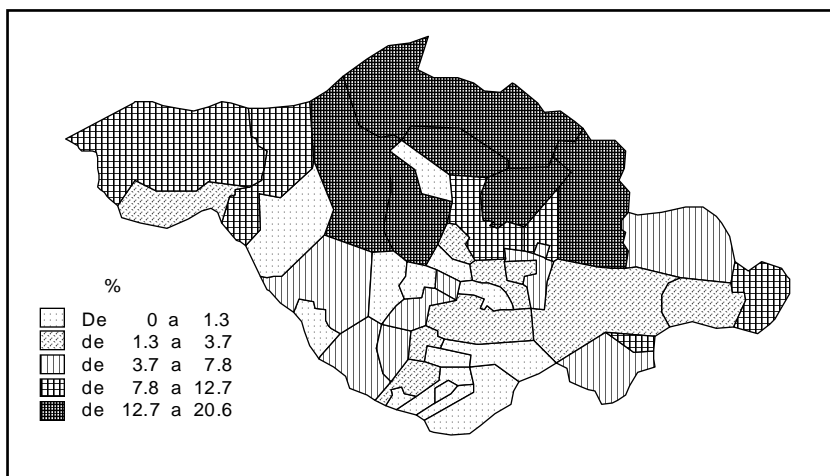 %
De 0 a 1.3
de 1.3 a 3.7
de 3.7 a 7.8
de 7.8 a 12.7
de 12.7 a 20.6